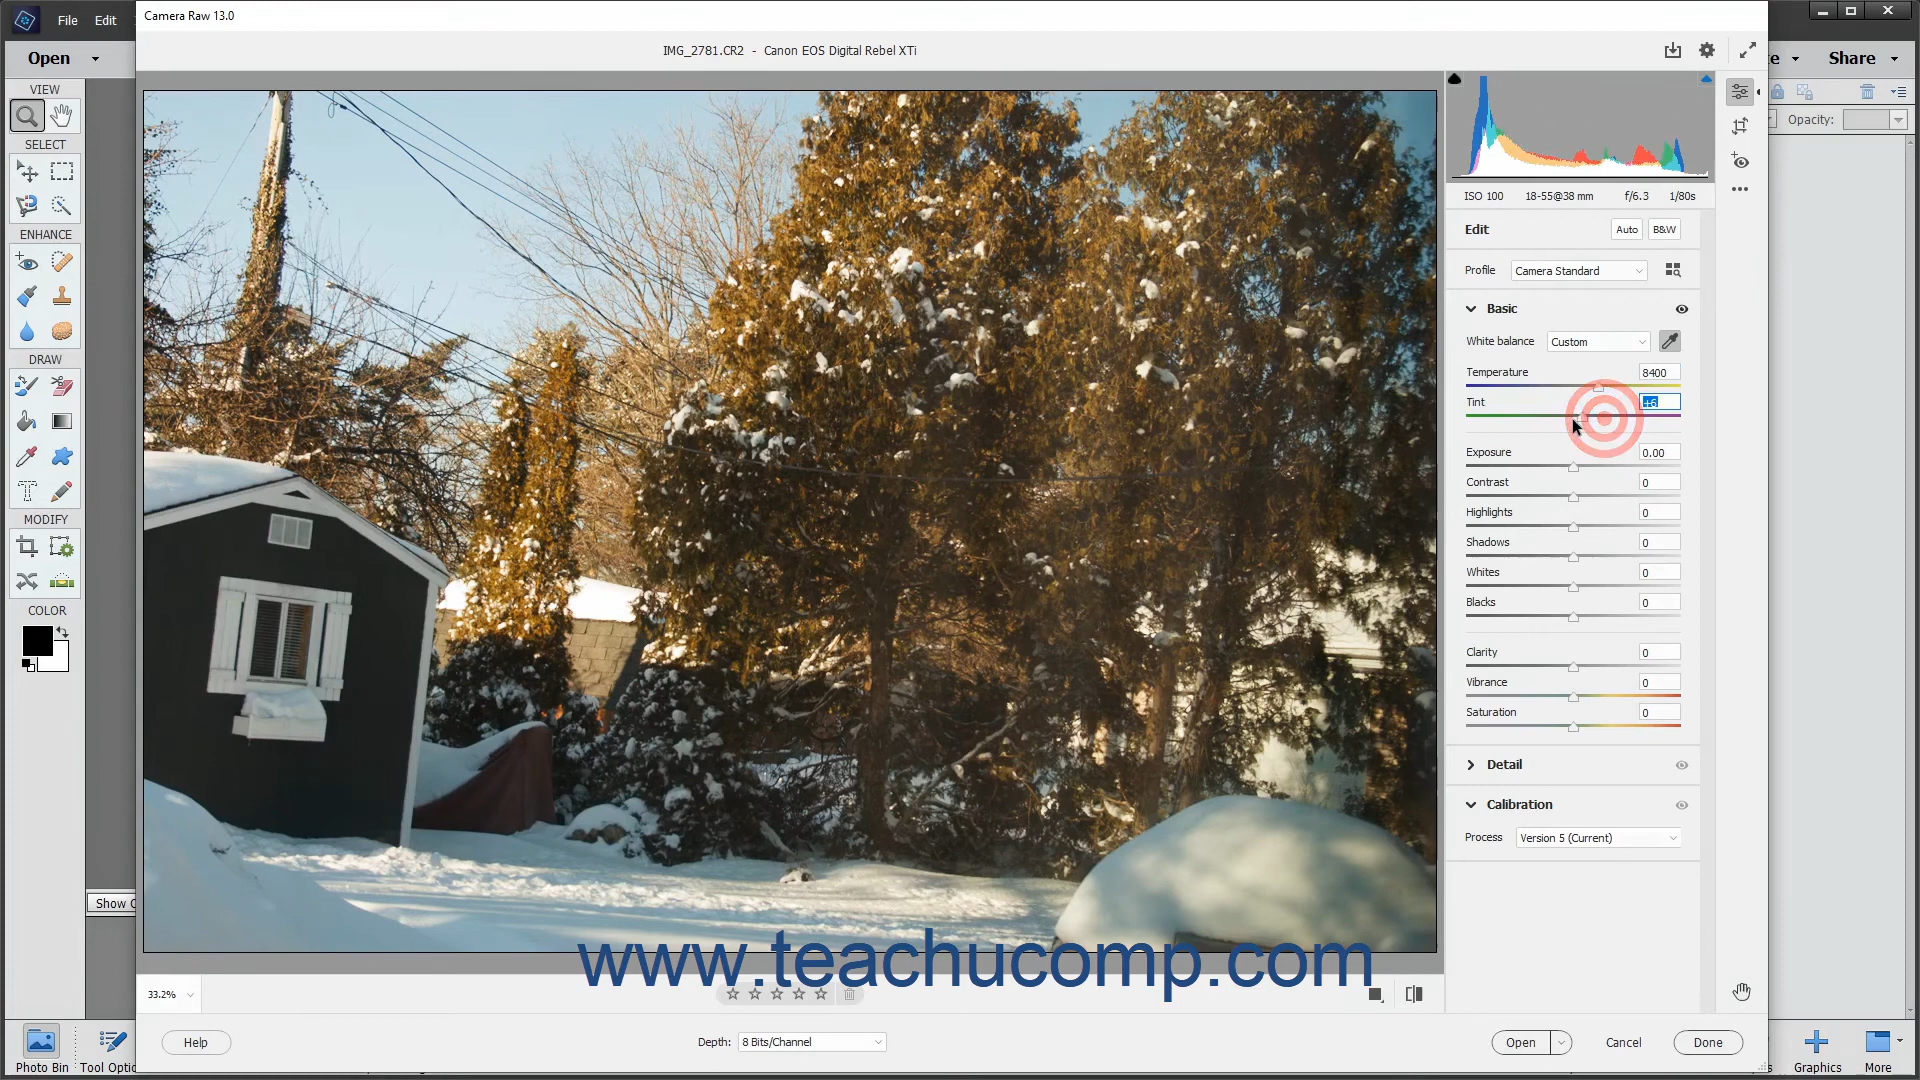 Camera Raw 13.0
File Edit
IMG_2781.CR2 - Canon EOS Digital Rebel XTi
Open
Share
VIEW
Opacity:
SELECT
ISO 100 18-55@38 mm f/6.3 1/80s
ENHANCE
Edit Auto B&W
Profile Camera Standard
Basic
White balance Custom
DRAW
Temperature 8400
Tint +6
Exposure 0.00
Contrast 0
Highlights 0
MODIFY
Shadows 0
Whites 0
Blacks 0
COLOR
Clarity 0
Vibrance 0
Saturation 0
Detail
Calibration
Process Version 5 (Current)
Show
www.teachucomp.com
33.2%
Help
Depth: 8 Bits/Channel
Open
Cancel
Done
Photo Bin
Tool
Graphics
More